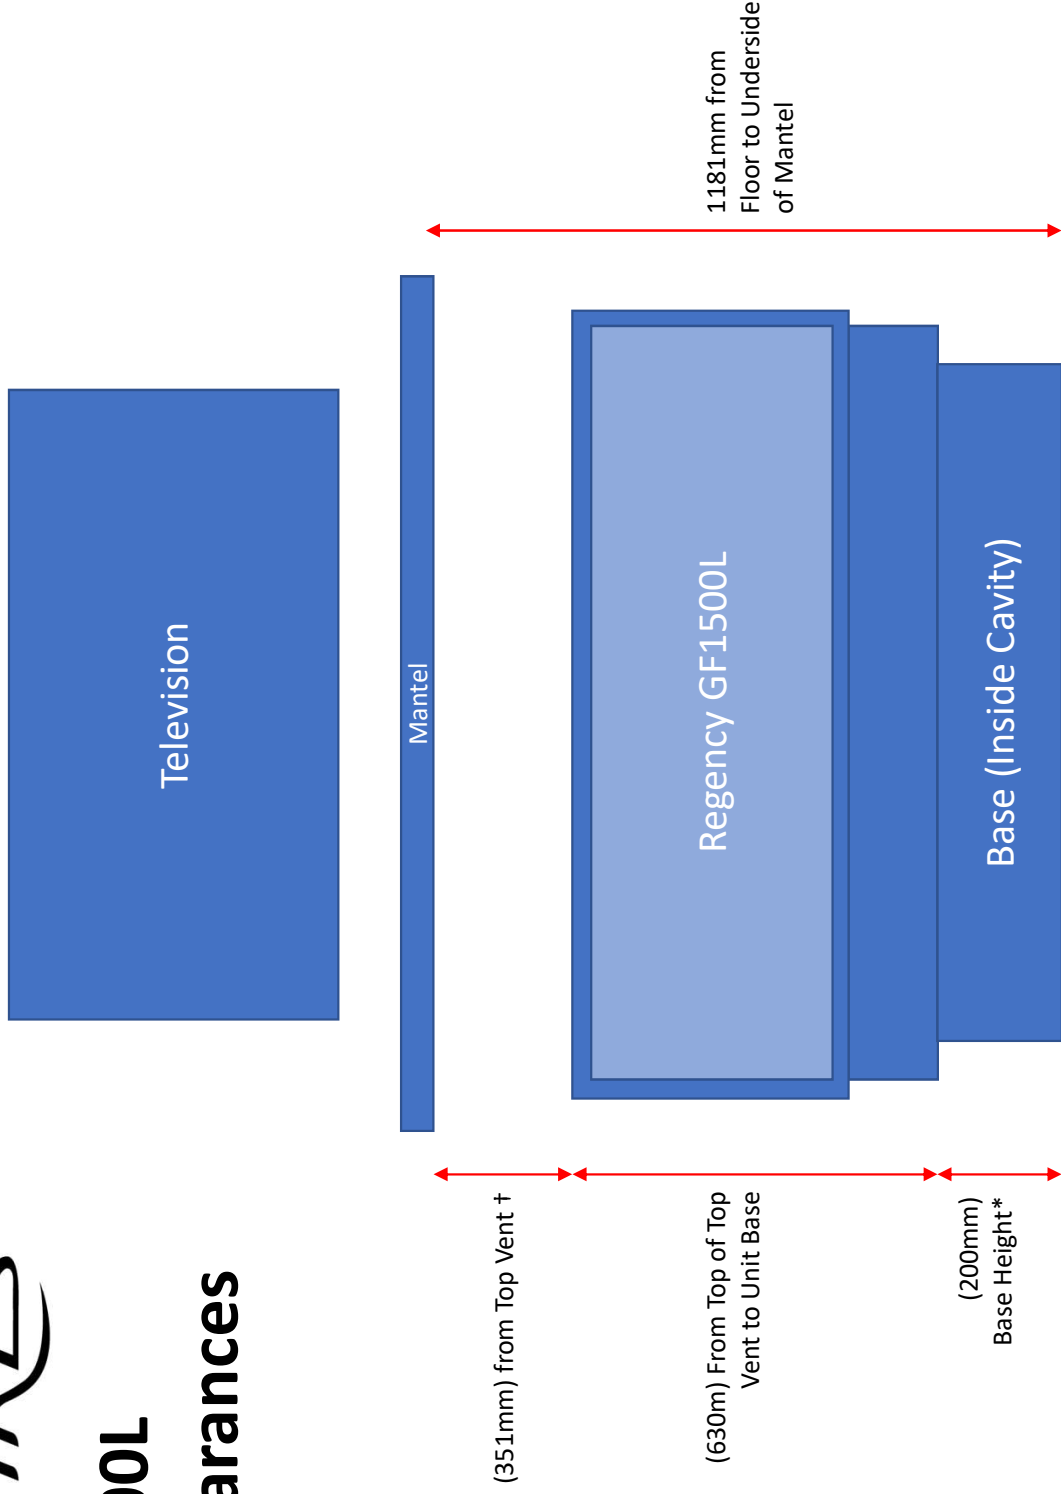 00L
arances
Television
Mantel
Regency GF1500L
Base (Inside Cavity)
(351mm) from Top Vent †
(630m) From Top of Top
Vent to Unit Base
(200mm)
Base Height*
1181mm from
Floor to Underside
of Mantel